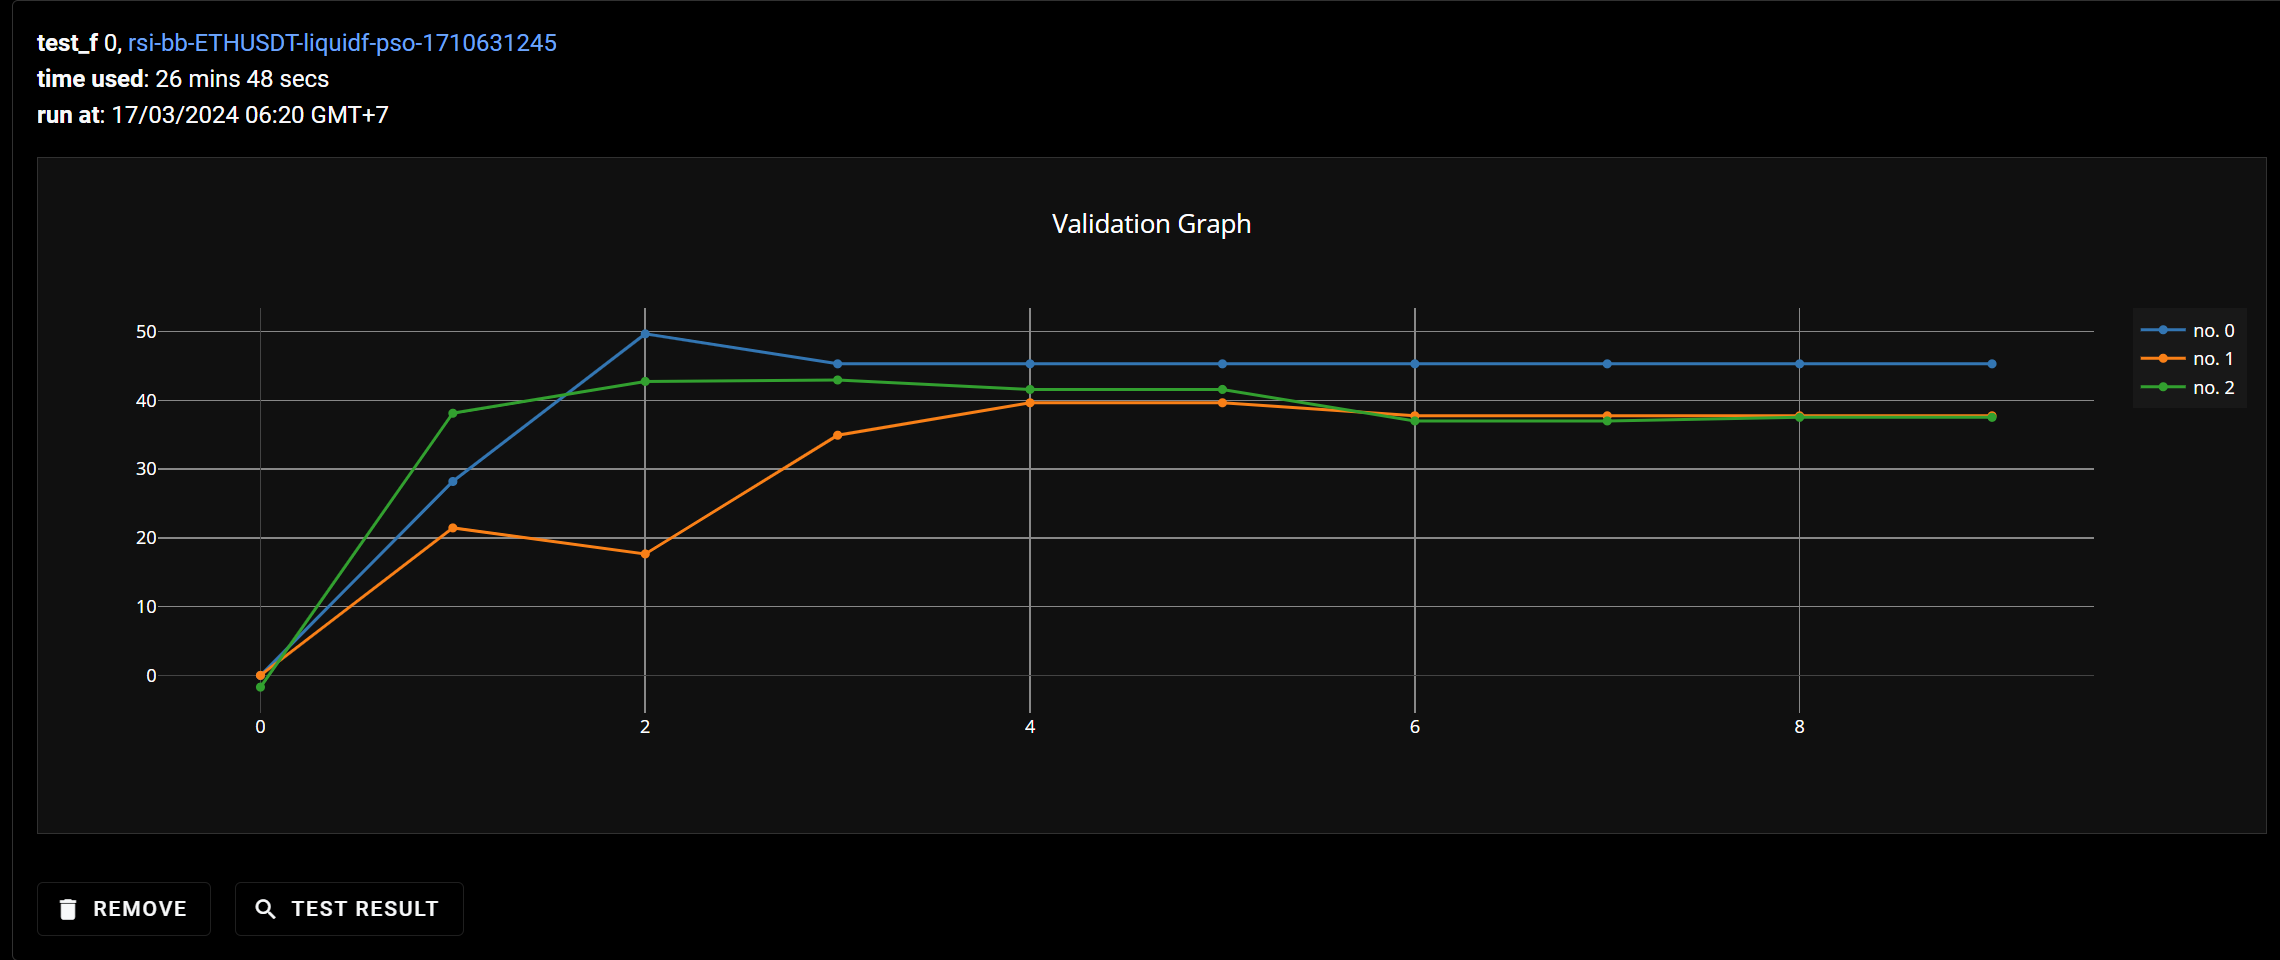 test_f 0, rsi-bb-ETHUSDT-liquidf-pso-1710631245
time used: 26 mins 48 secs
run at: 17/03/2024 06:20 GMT+7
Validation Graph
50
40
30
20
10
0
0 2 4 6 8
no. 0
no. 1
no. 2
REMOVE
TEST RESULT